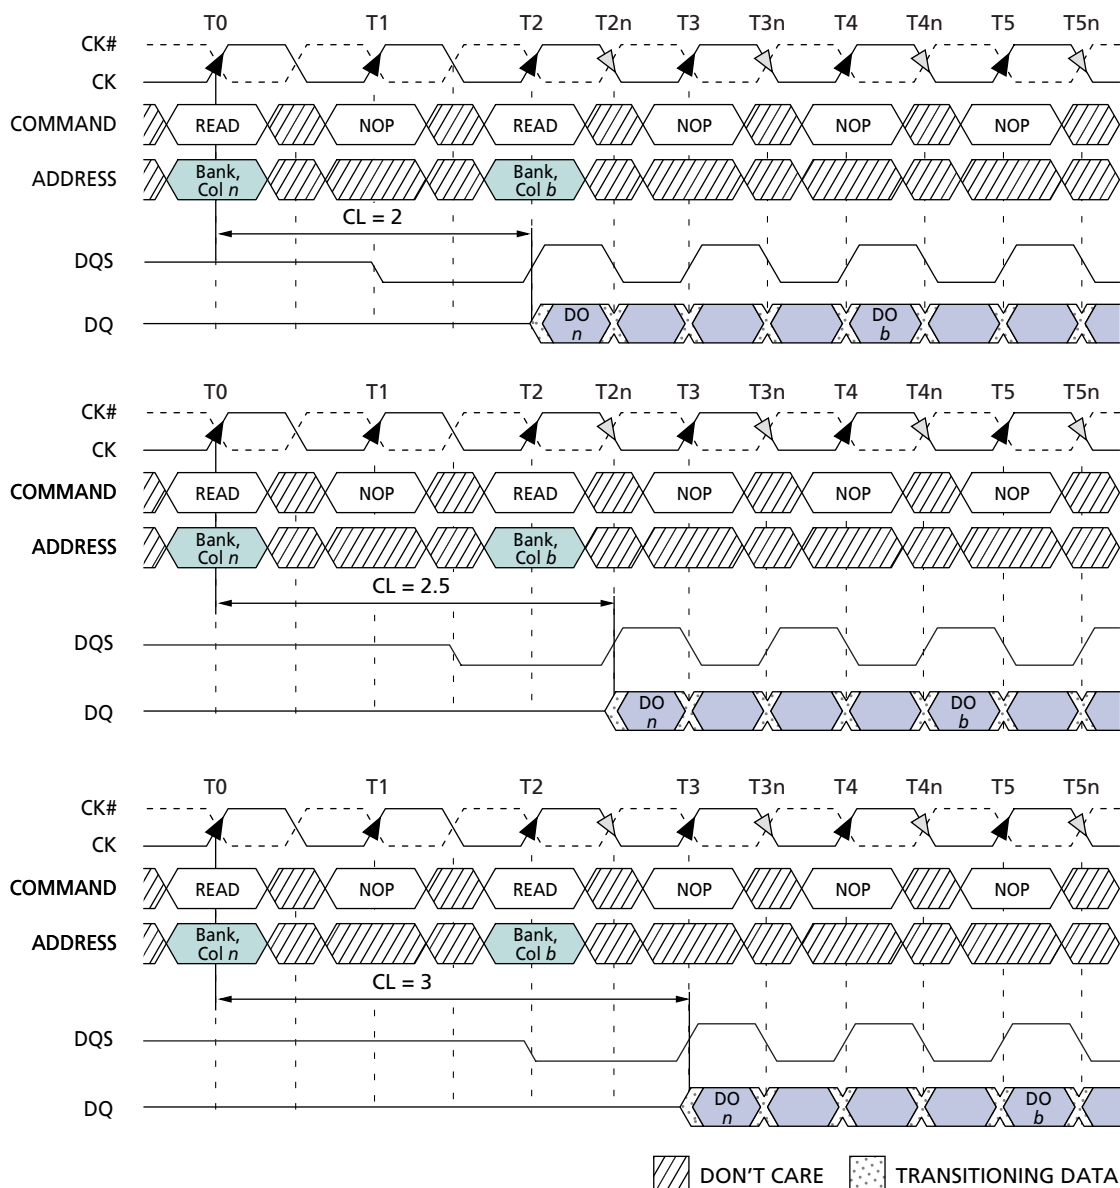 T0 T1 T2 T2n T3 T3n T4 T4n T5 T5n
CK#
CK
COMMAND READ NOP READ NOP NOP NOP
ADDRESS Bank, Col n Bank, Col b
CL = 2
DQS
DQ DO n DO b
T0 T1 T2 T2n T3 T3n T4 T4n T5 T5n
CK#
CK
COMMAND READ NOP READ NOP NOP NOP
ADDRESS Bank, Col n Bank, Col b
CL = 2.5
DQS
DQ DO n DO b
T0 T1 T2 T3 T3n T4 T4n T5 T5n
CK#
CK
COMMAND READ NOP READ NOP NOP NOP
ADDRESS Bank, Col n Bank, Col b
CL = 3
DQS
DQ DO n DO b
DON'T CARE TRANSITIONING DATA